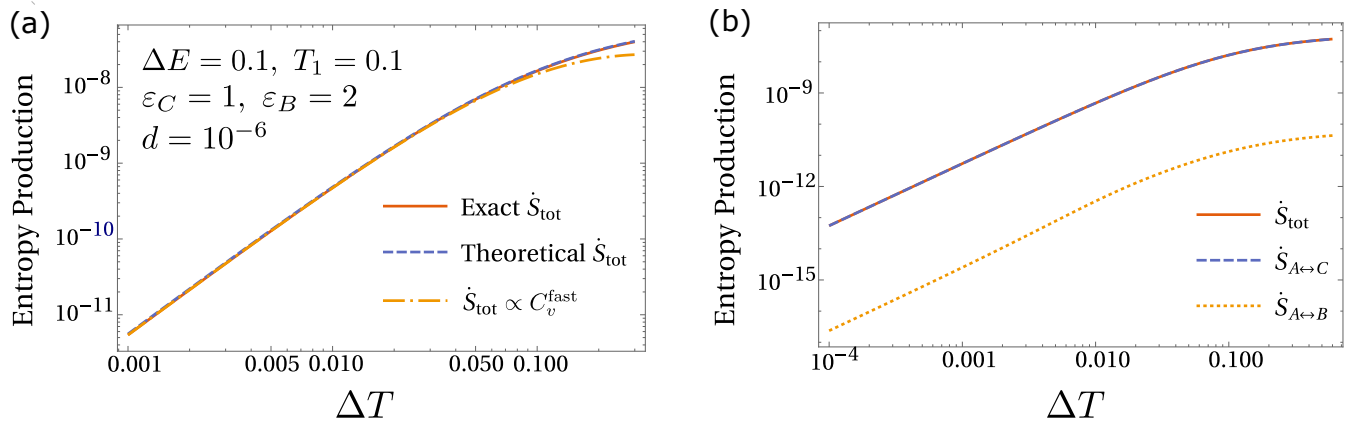 (a)
ΔE = 0.1, T₁ = 0.1
ε_C = 1, ε_B = 2
d = 10⁻⁶
Entropy Production
10⁻⁸
10⁻⁹
10⁻¹⁰
10⁻¹¹
Exact Ṡ_tot
Theoretical Ṡ_tot
Ṡ_tot ∝ C_v^fast
0.001
0.005
0.010
0.050
0.100
ΔT
(b)
Entropy Production
10⁻⁹
10⁻¹²
10⁻¹⁵
Ṡ_tot
Ṡ_A↔C
Ṡ_A↔B
10⁻⁴
0.001
0.010
0.100
ΔT